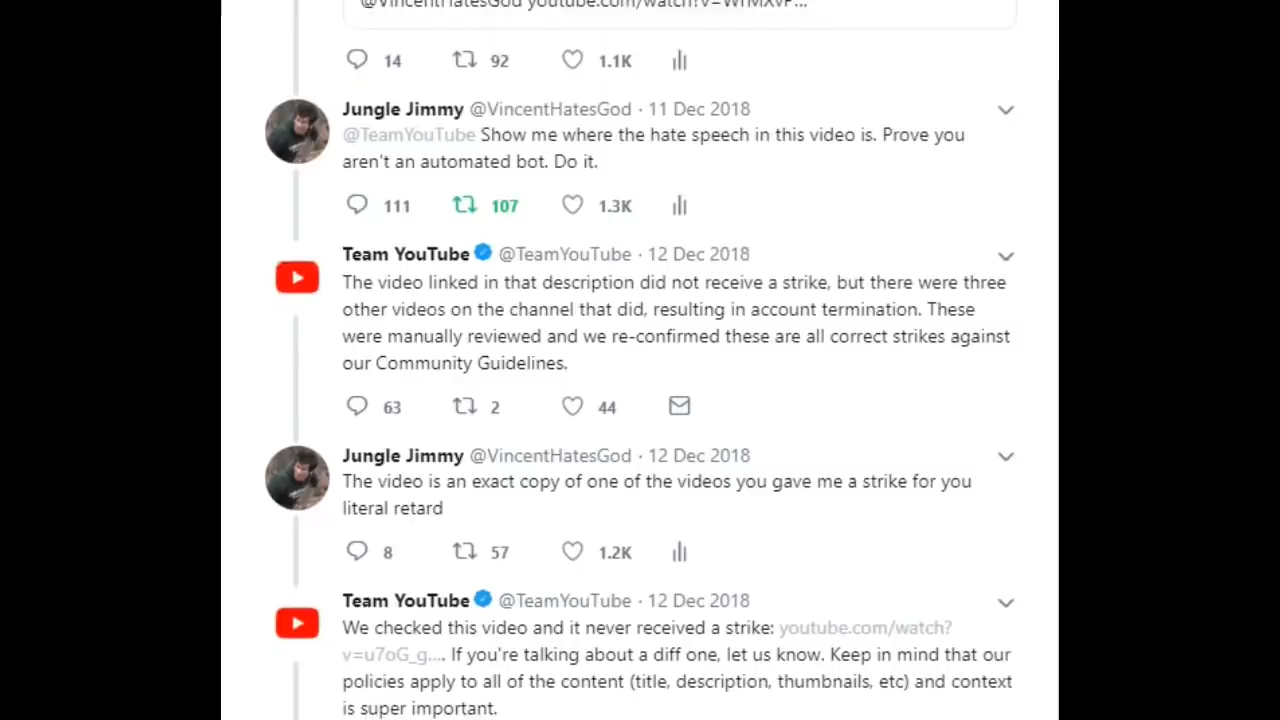 @VincentHatesGod youtube.com/watch?v=WrMXVF...
14 92 1.1K
Jungle Jimmy @VincentHatesGod · 11 Dec 2018
@TeamYouTube Show me where the hate speech in this video is. Prove you
aren't an automated bot. Do it.
111 107 1.3K
Team YouTube @TeamYouTube · 12 Dec 2018
The video linked in that description did not receive a strike, but there were three
other videos on the channel that did, resulting in account termination. These
were manually reviewed and we re-confirmed these are all correct strikes against
our Community Guidelines.
63 2 44
Jungle Jimmy @VincentHatesGod · 12 Dec 2018
The video is an exact copy of one of the videos you gave me a strike for you
literal retard
8 57 1.2K
Team YouTube @TeamYouTube · 12 Dec 2018
We checked this video and it never received a strike: youtube.com/watch?
v=u7oG_g.... If you're talking about a diff one, let us know. Keep in mind that our
policies apply to all of the content (title, description, thumbnails, etc) and context
is super important.